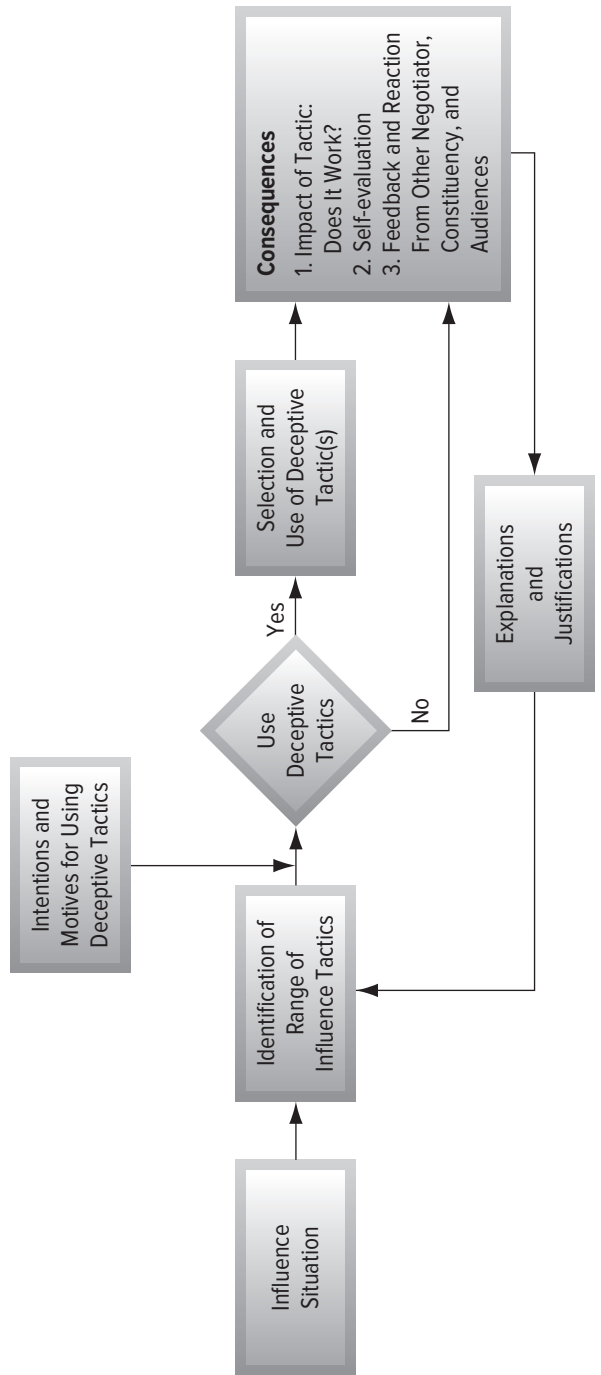 Influence
Situation
Identification of
Range of
Influence Tactics
Intentions and
Motives for Using
Deceptive Tactics
Use
Deceptive
Tactics
Yes
No
Selection and
Use of Deceptive
Tactic(s)
Consequences
1. Impact of Tactic:
Does It Work?
2. Self-evaluation
3. Feedback and Reaction
From Other Negotiator,
Constituency, and
Audiences
Explanations
and
Justifications